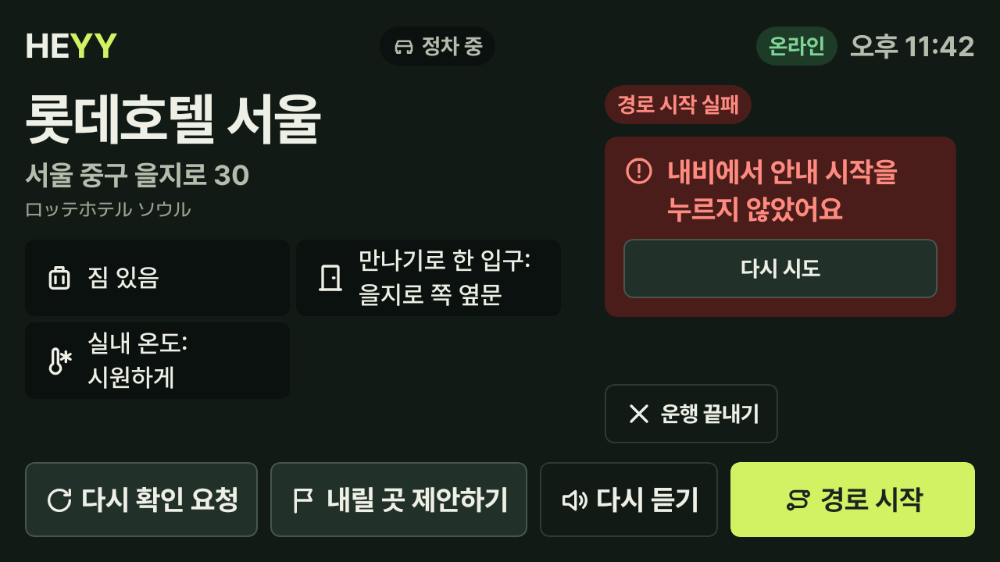 HEYY
정차 중
온라인
오후 11:42
롯데호텔 서울
서울 중구 을지로 30
ロッテホテル ソウル
짐 있음
만나기로 한 입구:
을지로 쪽 옆문
실내 온도:
시원하게
경로 시작 실패
내비에서 안내 시작을
누르지 않았어요
다시 시도
운행 끝내기
다시 확인 요청
내릴 곳 제안하기
다시 듣기
경로 시작